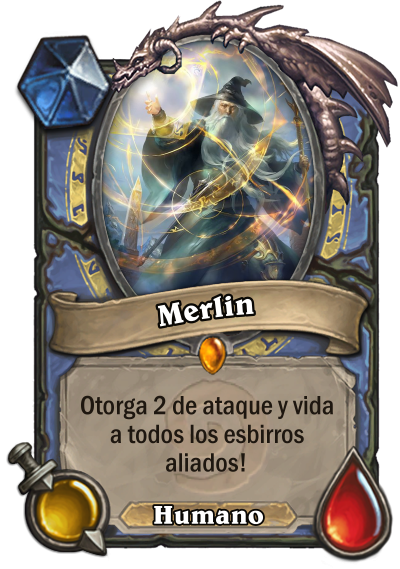 Merlin
Otorga 2 de ataque y vida
a todos los esbirros
aliados!
Humano